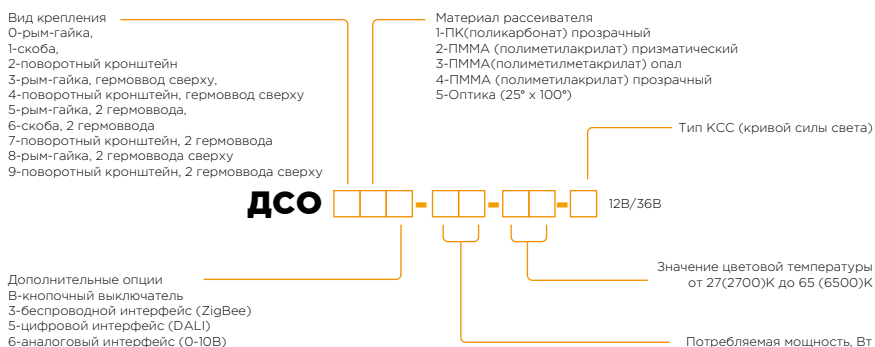 Вид крепления
0-рым-гайка,
1-скоба,
2-поворотный кронштейн
3-рым-гайка, гермоввод сверху,
4-поворотный кронштейн, гермоввод сверху
5-рым-гайка, 2 гермоввода,
6-скоба, 2 гермоввода
7-поворотный кронштейн, 2 гермоввода
8-рым-гайка, 2 гермоввода сверху
9-поворотный кронштейн, 2 гермоввода сверху
Материал рассеивателя
1-ПК(поликарбонат) прозрачный
2-ПММА (полиметилакрилат) призматический
3-ПММА(полиметилметакрилат) опал
4-ПММА (полиметилакрилат) прозрачный
5-Оптика (25° x 100°)
Тип КСС (кривой силы света)
ДСО - - - 12В/36В
Дополнительные опции
В-кнопочный выключатель
3-беспроводной интерфейс (ZigBee)
5-цифровой интерфейс (DALI)
6-аналоговый интерфейс (0-10В)
Значение цветовой температуры
от 27(2700)К до 65 (6500)К
Потребляемая мощность, Вт